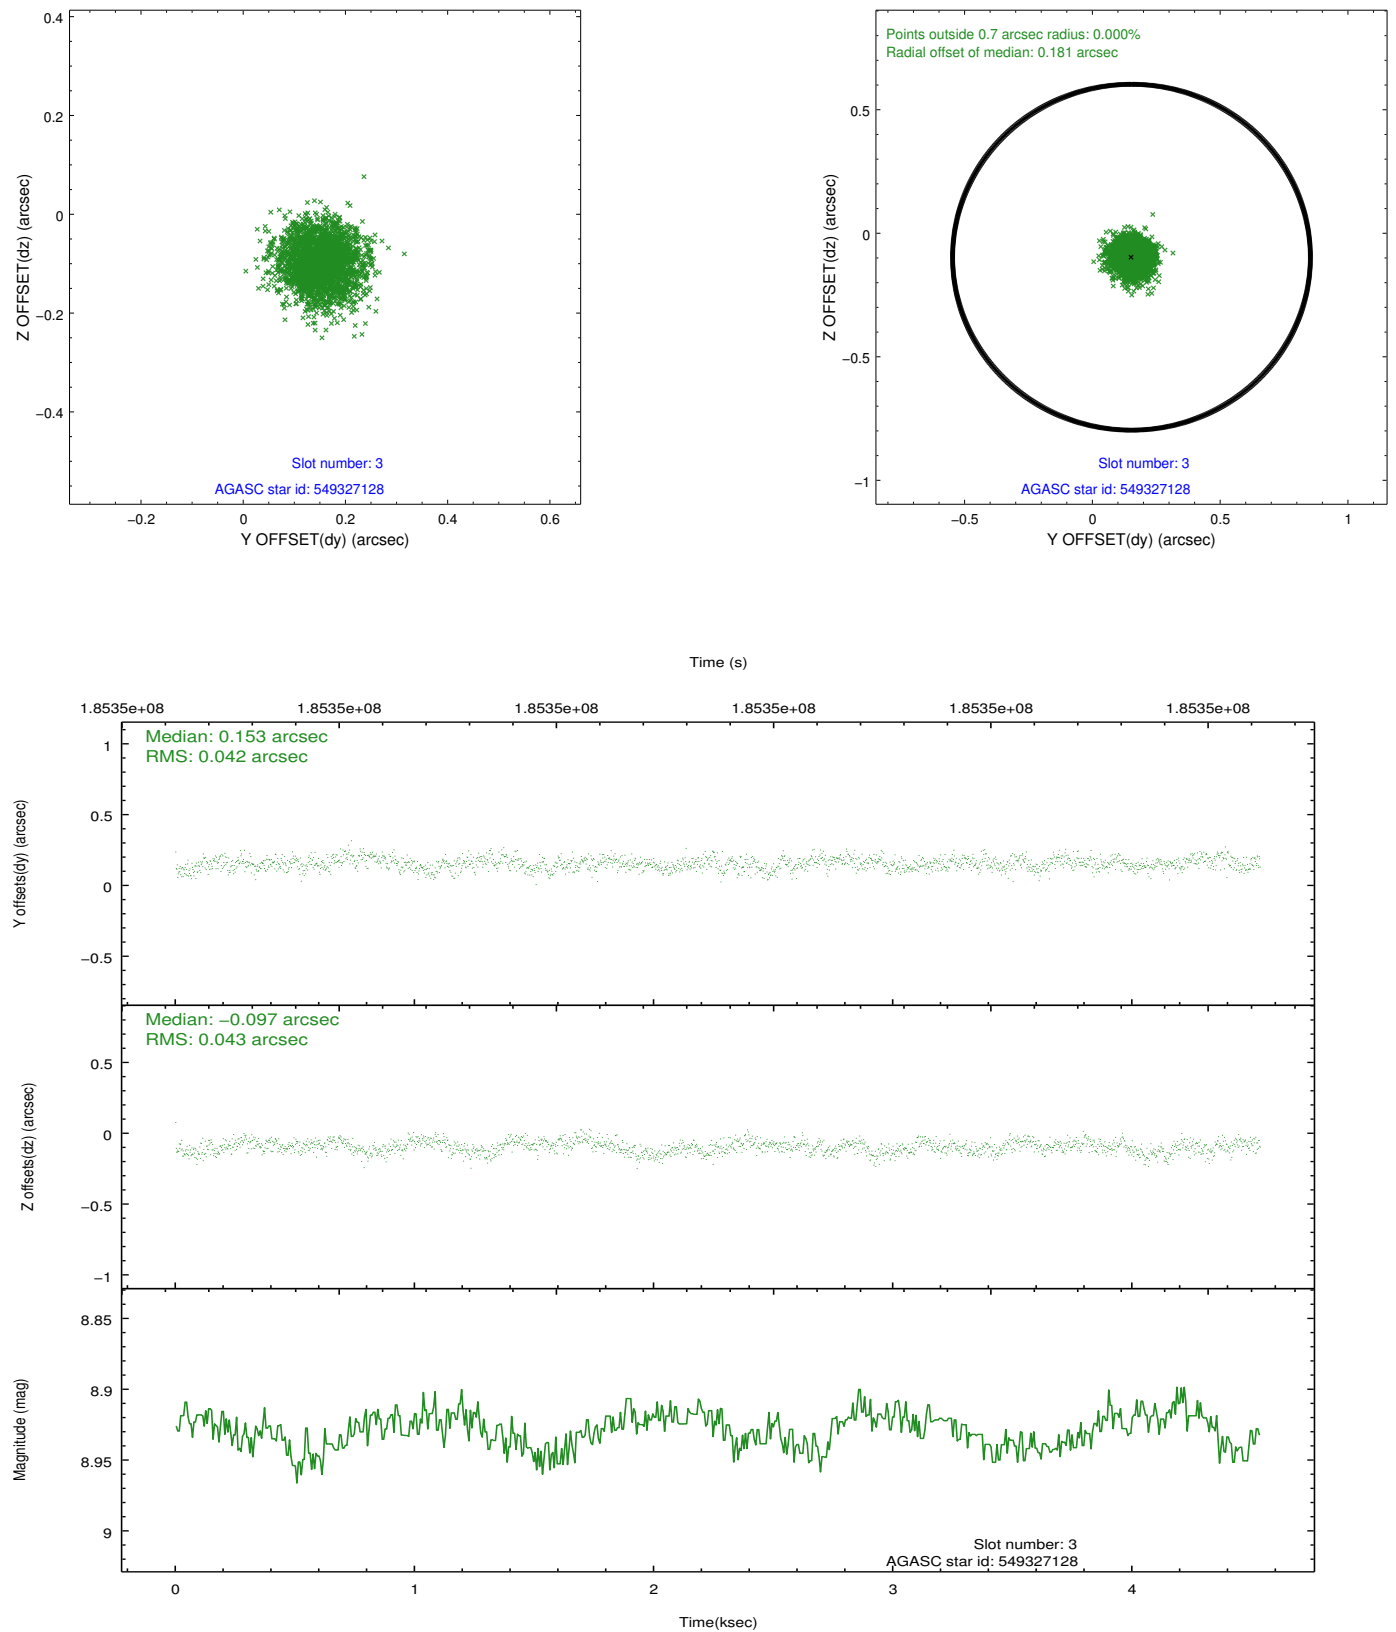 0.4
0.2
0
−0.2
−0.4
Z OFFSET(dz) (arcsec)
Slot number: 3
AGASC star id: 549327128
−0.2 0 0.2 0.4 0.6
Y OFFSET(dy) (arcsec)
Points outside 0.7 arcsec radius: 0.000%
Radial offset of median: 0.181 arcsec
0.5
0
−0.5
−1
Z OFFSET(dz) (arcsec)
Slot number: 3
AGASC star id: 549327128
−0.5 0 0.5 1
Y OFFSET(dy) (arcsec)
Time (s)
1.8535e+08 1.8535e+08 1.8535e+08 1.8535e+08 1.8535e+08 1.8535e+08
Median: 0.153 arcsec
RMS: 0.042 arcsec
1
0.5
0
−0.5
Y offsets(dy) (arcsec)
Median: −0.097 arcsec
RMS: 0.043 arcsec
0.5
0
−0.5
−1
Z offsets(dz) (arcsec)
8.85
8.9
8.95
9
Magnitude (mag)
Slot number: 3
AGASC star id: 549327128
0 1 2 3 4
Time(ksec)